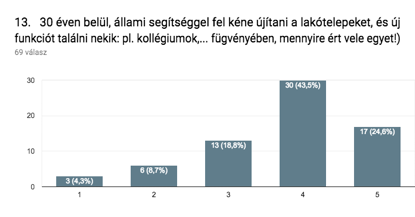 13. 30 éven belül, állami segítséggel fel kéne újítani a lakótelepeket, és új
funkciót találni nekik: pl. kollégiumok,... fügvényében, mennyire ért vele egyet!)
69 válasz
30
20
10
0
3 (4,3%)
6 (8,7%)
13 (18,8%)
30 (43,5%)
17 (24,6%)
1 2 3 4 5